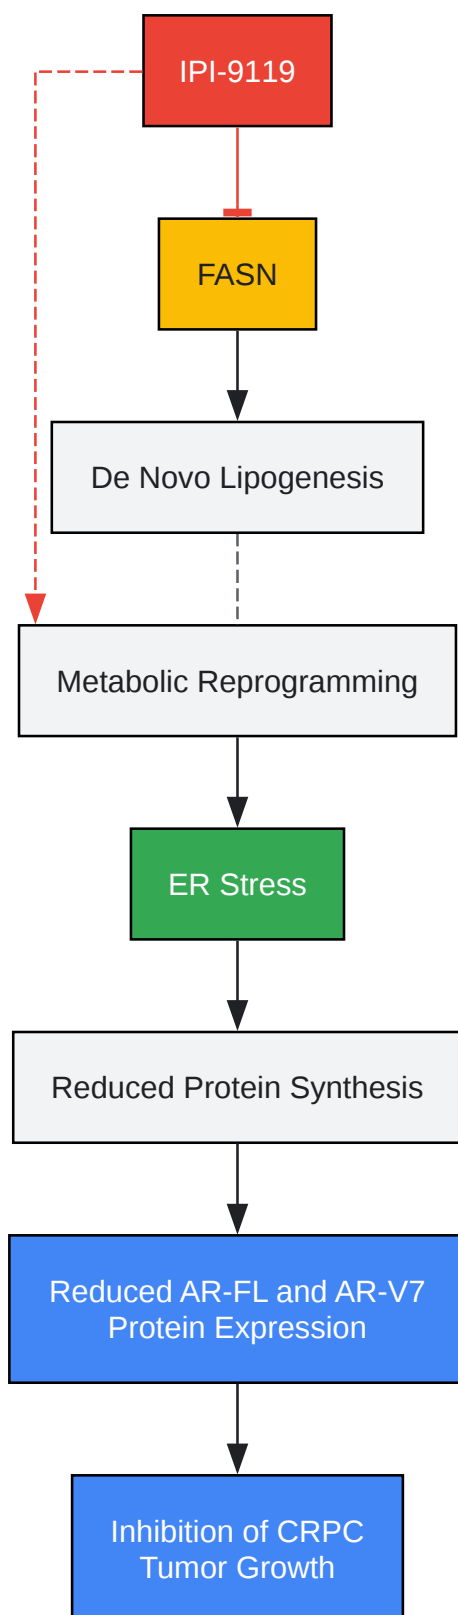 IPI-9119
FASN
De Novo Lipogenesis
Metabolic Reprogramming
ER Stress
Reduced Protein Synthesis
Reduced AR-FL and AR-V7
Protein Expression
Inhibition of CRPC
Tumor Growth